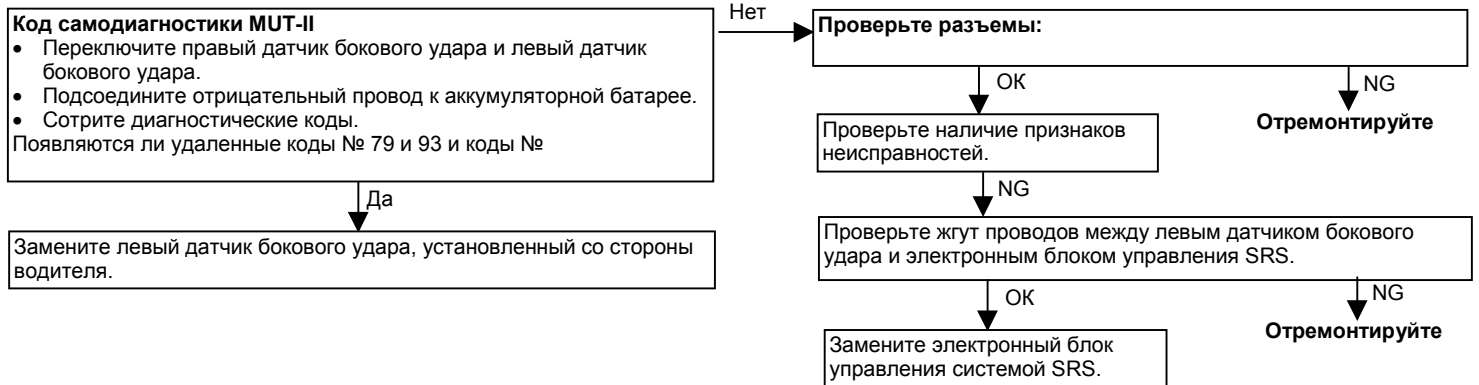 Код самодиагностики MUT-II
• Переключите правый датчик бокового удара и левый датчик
бокового удара.
• Подсоедините отрицательный провод к аккумуляторной батарее.
• Сотрите диагностические коды.
Появляются ли удаленные коды № 79 и 93 и коды №
Нет
Проверьте разъемы:
Да
Замените левый датчик бокового удара, установленный со стороны
водителя.
ОК
NG
Отремонтируйте
Проверьте наличие признаков
неисправностей.
NG
Проверьте жгут проводов между левым датчиком бокового
удара и электронным блоком управления SRS.
ОК
NG
Отремонтируйте
Замените электронный блок
управления системой SRS.